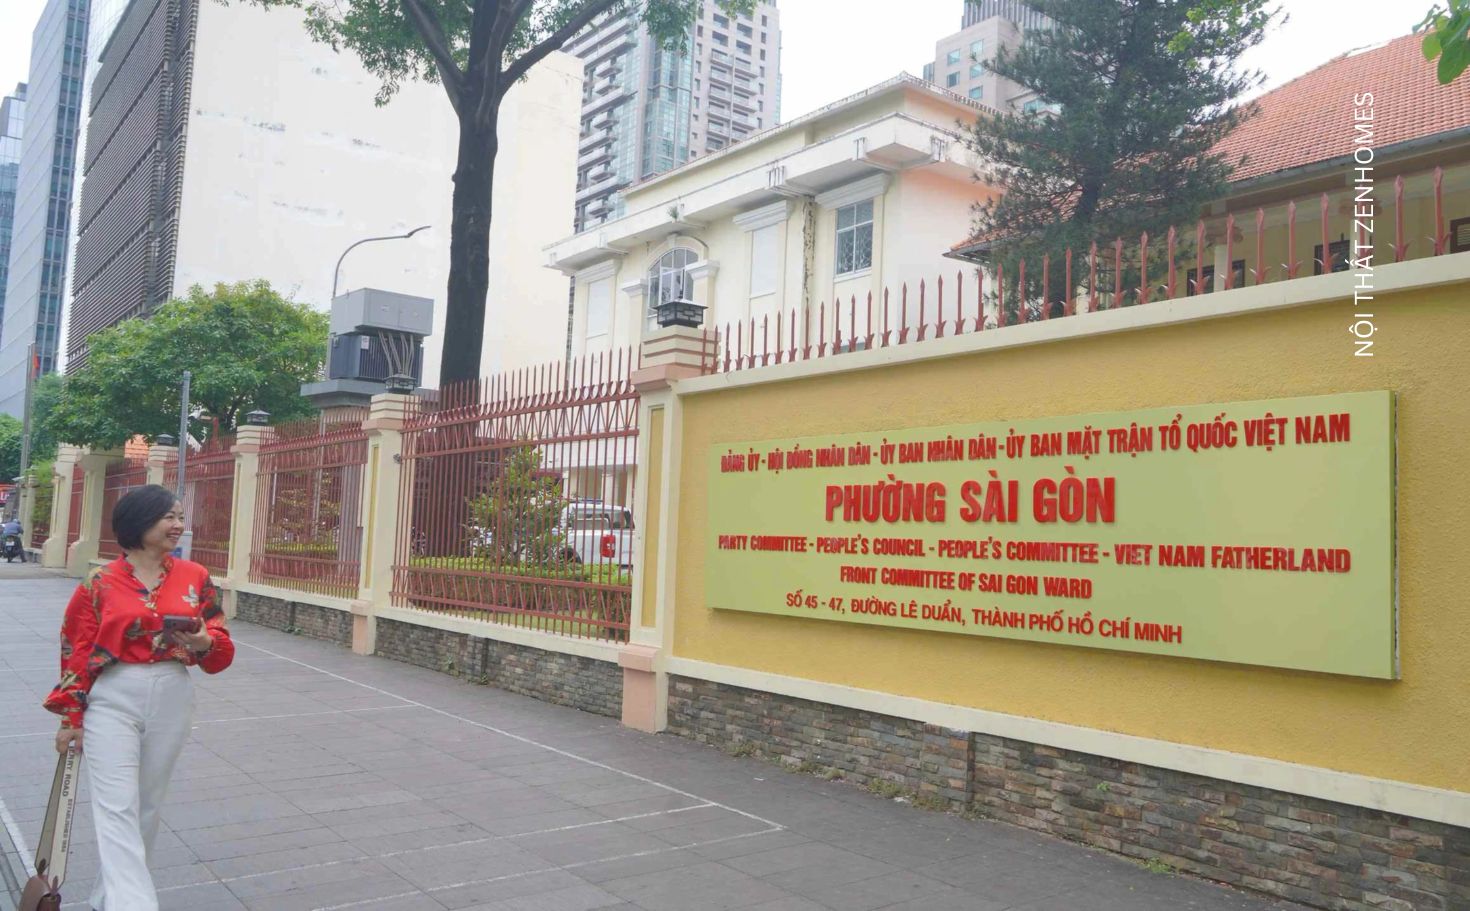 ĐẢNG ỦY - HỘI ĐỒNG NHÂN DÂN - ỦY BAN NHÂN DÂN - ỦY BAN MẶT TRẬN TỔ QUỐC VIỆT NAM
PHƯỜNG SÀI GÒN
PARTY COMMITTEE - PEOPLE'S COUNCIL - PEOPLE'S COMMITTEE - VIET NAM FATHERLAND
FRONT COMMITTEE OF SAI GON WARD
SỐ 45 - 47, ĐƯỜNG LÊ DUẨN, THÀNH PHỐ HỒ CHÍ MINH
NỘI THẤT ZENHOMES
ROAD